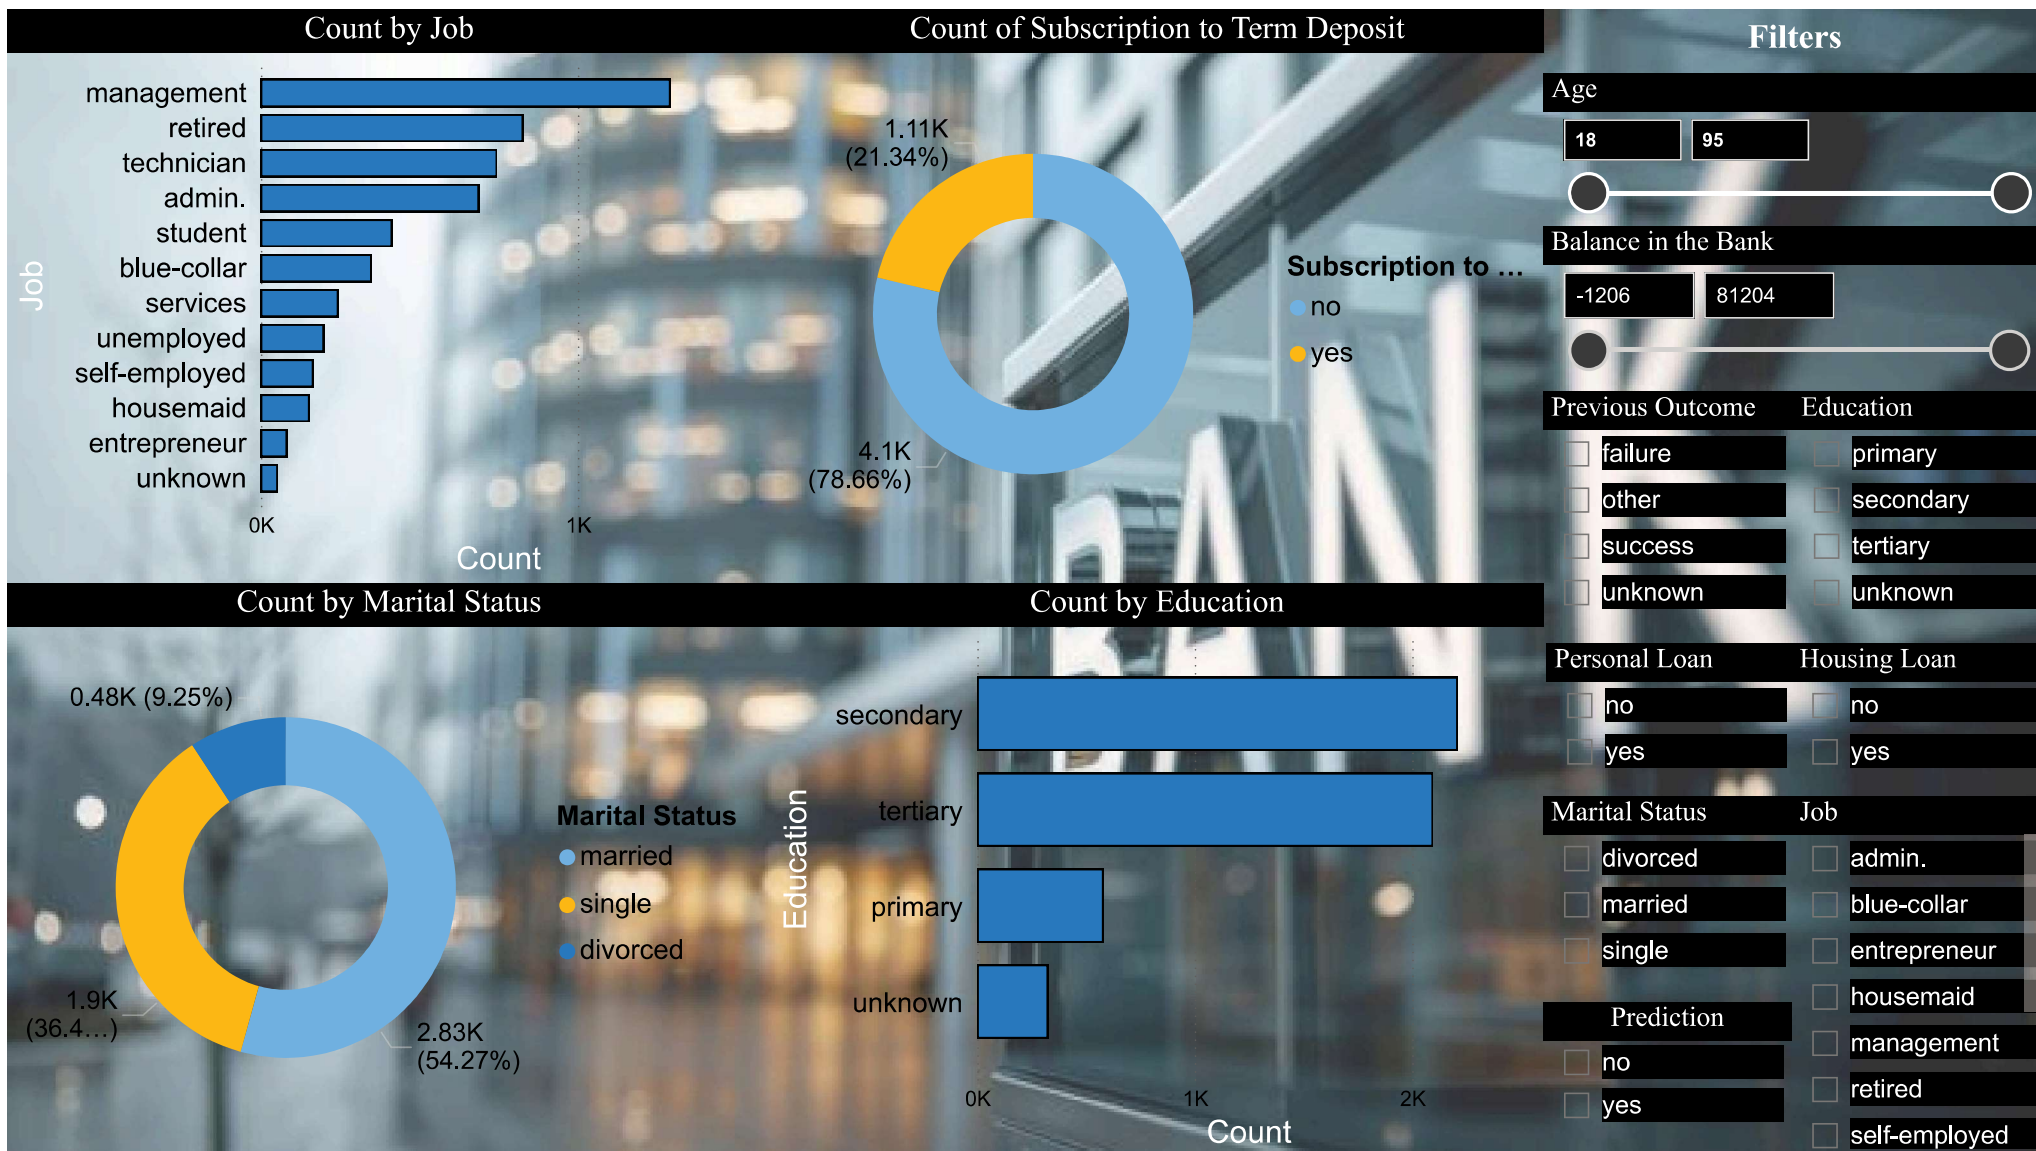 Count by Job
management
retired
technician
admin.
student
blue-collar
services
unemployed
self-employed
housemaid
entrepreneur
unknown
Job
0K
1K
Count
Count of Subscription to Term Deposit
1.11K
(21.34%)
4.1K
(78.66%)
Subscription to ...
no
yes
BAN
Count by Marital Status
0.48K (9.25%)
1.9K
(36.4...)
2.83K
(54.27%)
Marital Status
married
single
divorced
Count by Education
Education
secondary
tertiary
primary
unknown
0K
1K
2K
Count
Filters
Age
18
95
Balance in the Bank
-1206
81204
Previous Outcome
failure
other
success
unknown
Education
primary
secondary
tertiary
unknown
Personal Loan
no
yes
Housing Loan
no
yes
Marital Status
divorced
married
single
Job
admin.
blue-collar
entrepreneur
housemaid
management
retired
self-employed
Prediction
no
yes